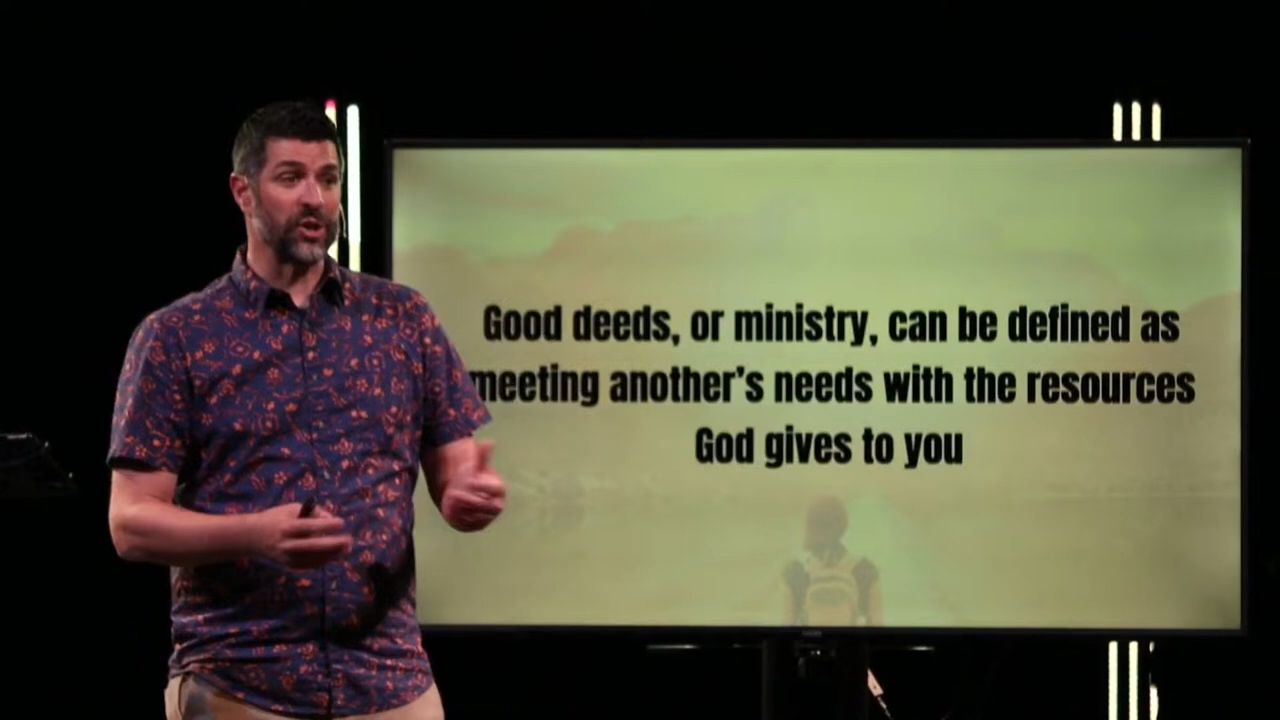 Good deeds, or ministry, can be defined as
meeting another’s needs with the resources
God gives to you